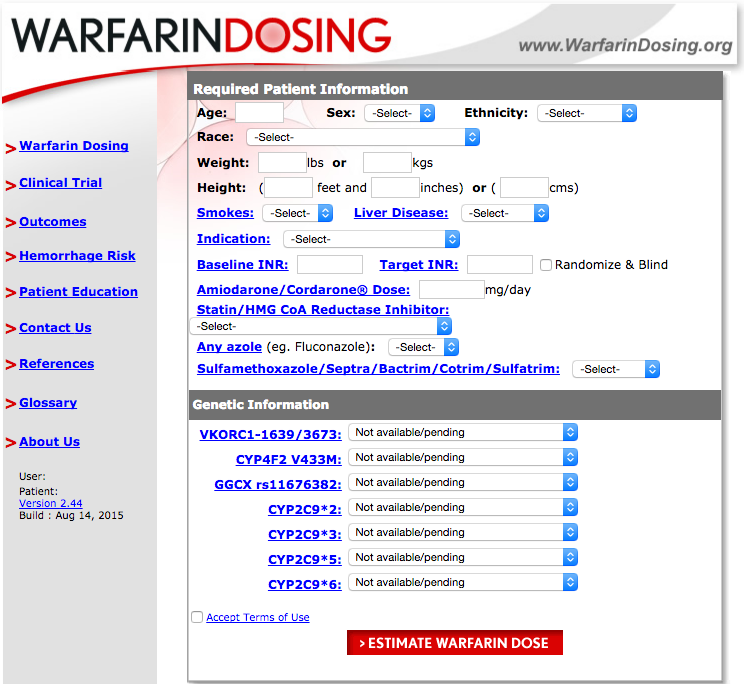 WARFARINDOSING
www.WarfarinDosing.org
> Warfarin Dosing
> Clinical Trial
> Outcomes
> Hemorrhage Risk
> Patient Education
> Contact Us
> References
> Glossary
> About Us
User:
Patient:
Version 2.44
Build : Aug 14, 2015
Required Patient Information
Age: Sex: -Select- Ethnicity: -Select-
Race: -Select-
Weight: lbs or kgs
Height: ( feet and inches) or ( cms)
Smokes: -Select- Liver Disease: -Select-
Indication: -Select-
Baseline INR: Target INR: Randomize & Blind
Amiodarone/Cordarone® Dose: mg/day
Statin/HMG CoA Reductase Inhibitor:
-Select-
Any azole (eg. Fluconazole): -Select-
Sulfamethoxazole/Septra/Bactrim/Cotrim/Sulfatrim: -Select-
Genetic Information
VKORC1-1639/3673: Not available/pending
CYP4F2 V433M: Not available/pending
GGCX rs11676382: Not available/pending
CYP2C9*2: Not available/pending
CYP2C9*3: Not available/pending
CYP2C9*5: Not available/pending
CYP2C9*6: Not available/pending
Accept Terms of Use
> ESTIMATE WARFARIN DOSE